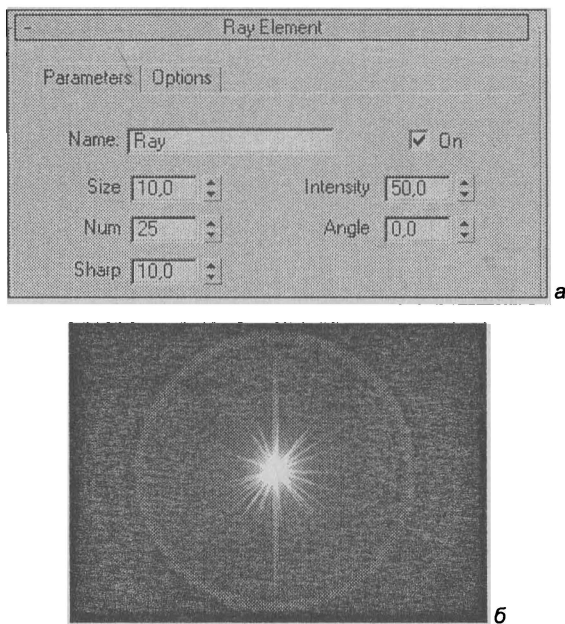 - Ray Element
Parameters Options
Name: Ray On
Size 10,0 Intensity 50,0
Num 25 Angle 0,0
Sharp 10,0
а
б